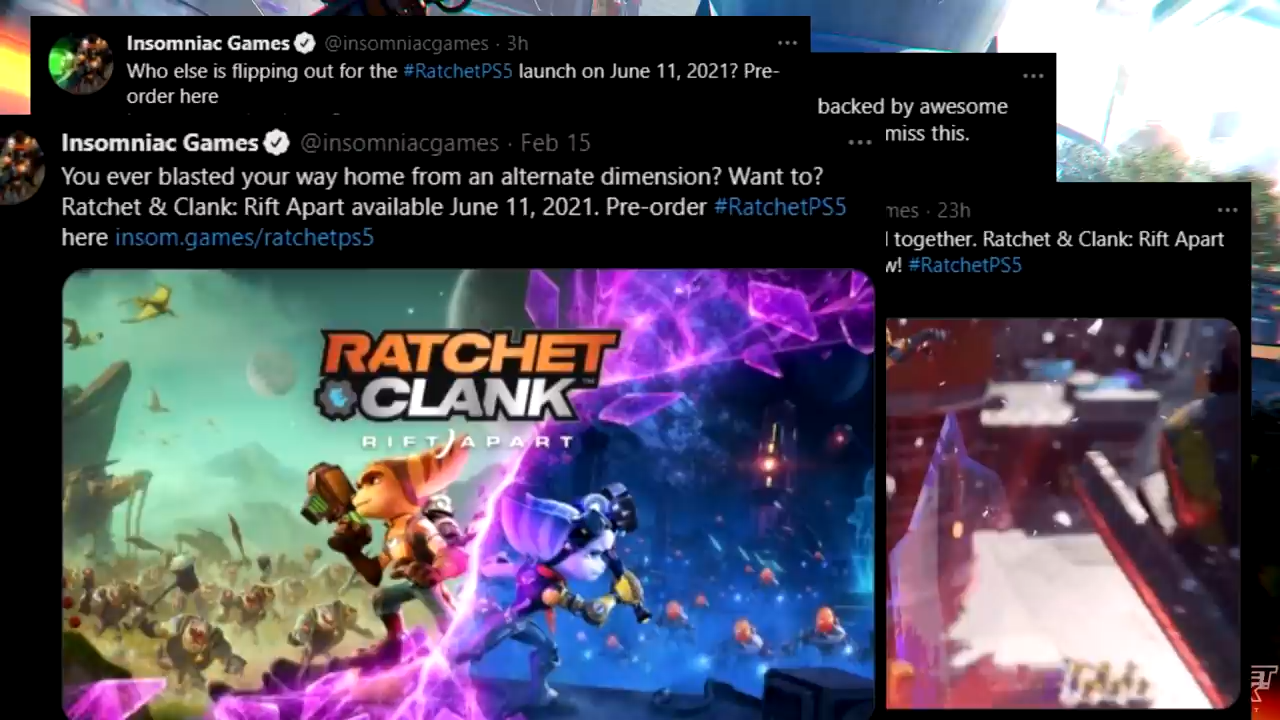 Insomniac Games @insomniacgames · 3h
Who else is flipping out for the #RatchetPS5 launch on June 11, 2021? Pre-
order here
backed by awesome
miss this.
Insomniac Games @insomniacgames · Feb 15
You ever blasted your way home from an alternate dimension? Want to?
Ratchet & Clank: Rift Apart available June 11, 2021. Pre-order #RatchetPS5
here insom.games/ratchetps5
mes · 23h
together. Ratchet & Clank: Rift Apart
w! #RatchetPS5
RATCHET
CLANK™
RIFT APART